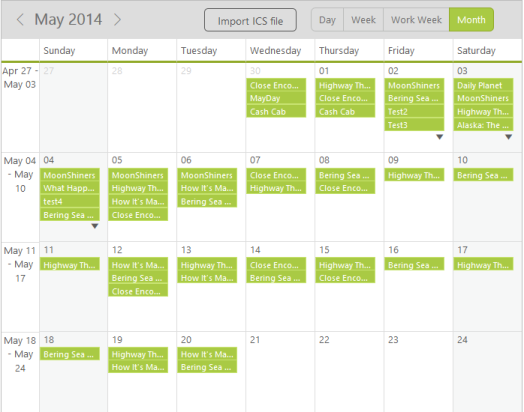 May 2014
Import ICS file
Day Week Work Week Month
Sunday Monday Tuesday Wednesday Thursday Friday Saturday
Apr 27 -
May 03
27 28 29 30 01 02 03
Close Enco... Highway Th... MoonShiners Daily Planet
MayDay Close Enco... Bering Sea ... MoonShiners
Cash Cab Cash Cab Test2 Highway Th...
Test3 Alaska: The ...
May 04
- May
10
04 05 06 07 08 09 10
MoonShiners MoonShiners MoonShiners Close Enco... Bering Sea ... Highway Th... Bering Sea ...
What Happ... Highway Th... How It's Ma... Highway Th... Close Enco...
test4 How It's Ma... Bering Sea ...
Bering Sea ... Close Enco...
May 11
- May
17
11 12 13 14 15 16 17
Highway Th... How It's Ma... Highway Th... Close Enco... Highway Th... Bering Sea ... Highway Th...
Bering Sea ... How It's Ma... Bering Sea ... Close Enco...
Close Enco...
May 18
- May
24
18 19 20 21 22 23 24
Bering Sea ... Highway Th... How It's Ma...
How It's Ma... Bering Sea ...